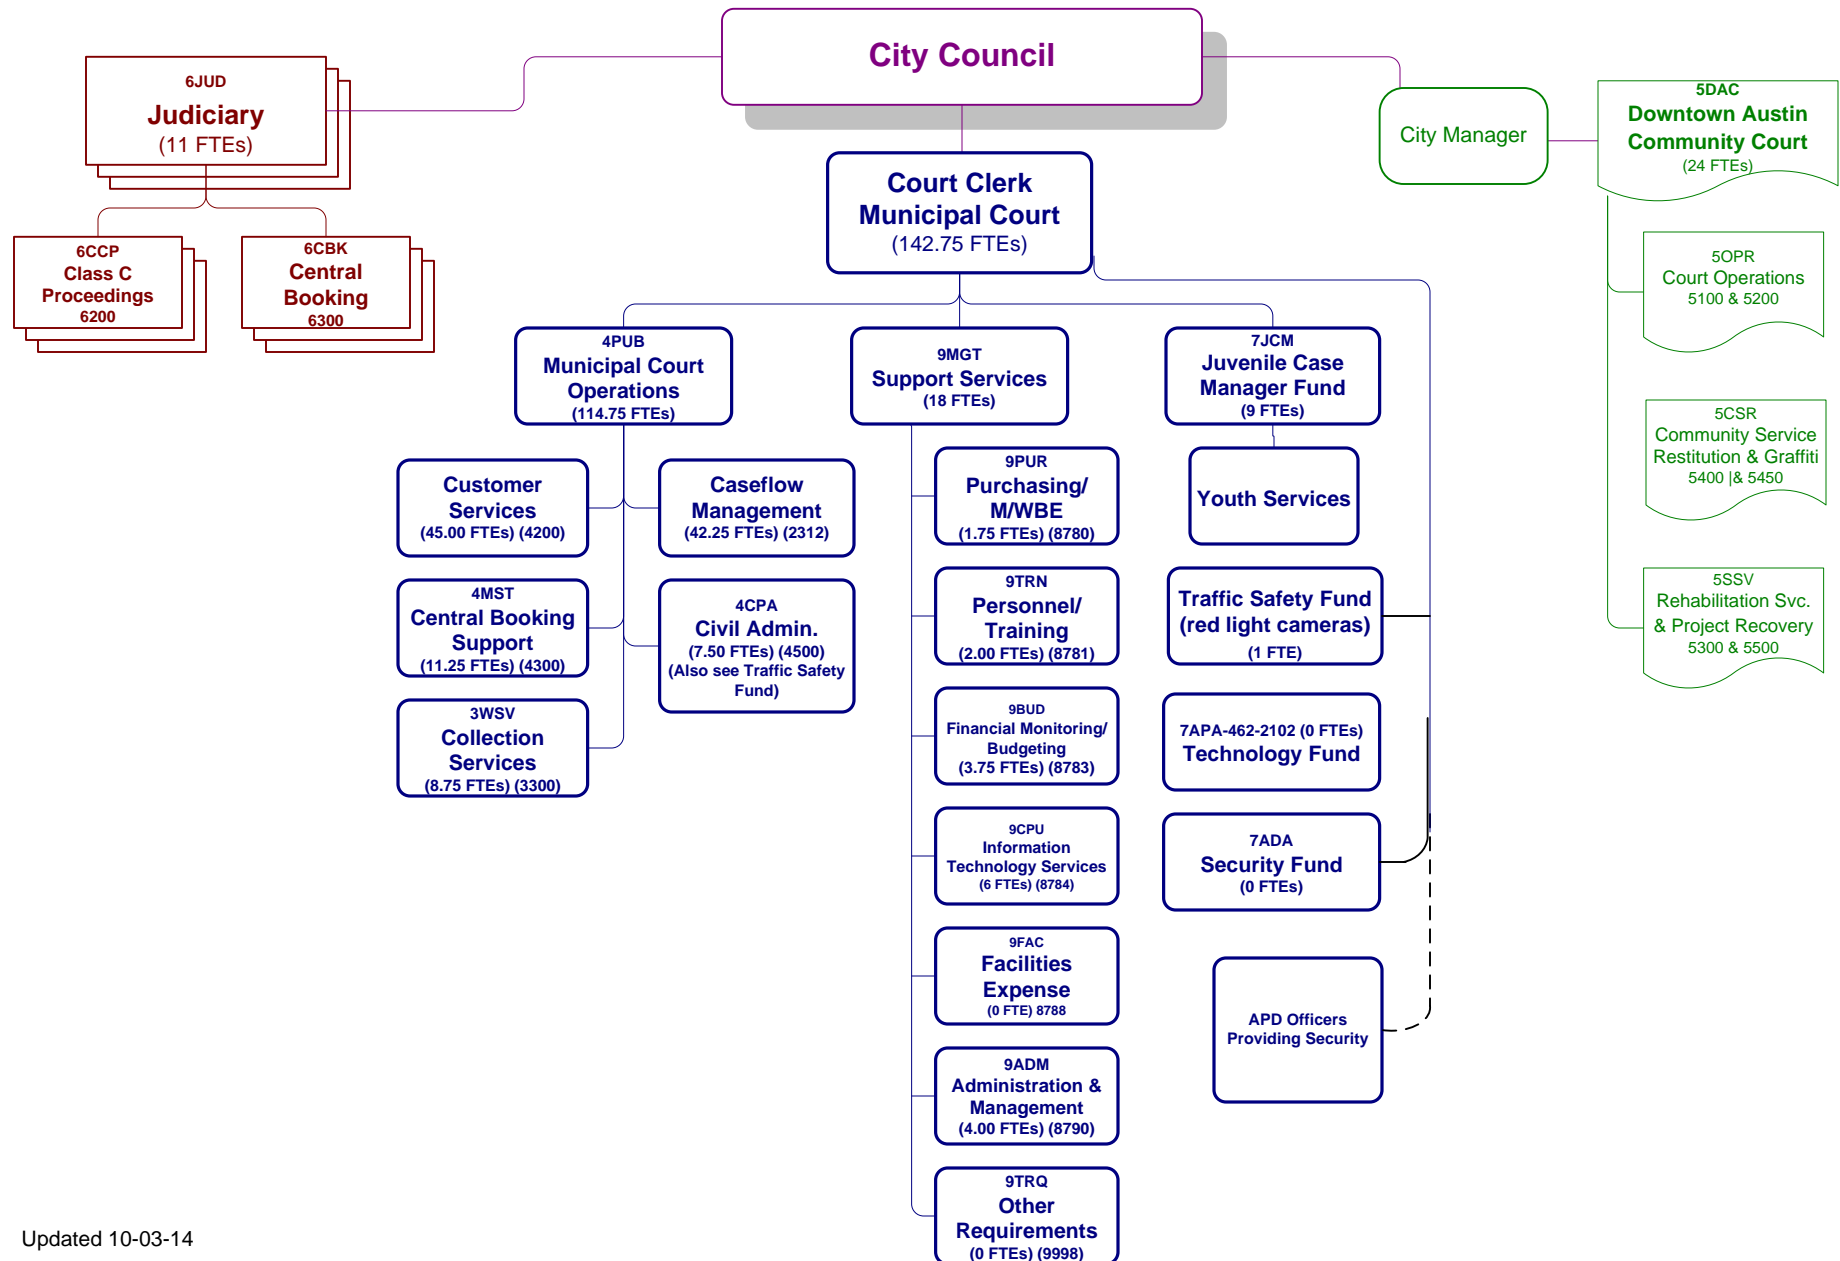 City Council
6JUD
Judiciary
(11 FTEs)
6CCP
Class C
Proceedings
6200
6CBK
Central
Booking
6300
Court Clerk
Municipal Court
(142.75 FTEs)
City Manager
5DAC
Downtown Austin
Community Court
(24 FTEs)
5OPR
Court Operations
5100 & 5200
5CSR
Community Service
Restitution & Graffiti
5400 |& 5450
5SSV
Rehabilitation Svc.
& Project Recovery
5300 & 5500
4PUB
Municipal Court
Operations
(114.75 FTEs)
Customer
Services
(45.00 FTEs) (4200)
Caseflow
Management
(42.25 FTEs) (2312)
4MST
Central Booking
Support
(11.25 FTEs) (4300)
4CPA
Civil Admin.
(7.50 FTEs) (4500)
(Also see Traffic Safety
Fund)
3WSV
Collection
Services
(8.75 FTEs) (3300)
9MGT
Support Services
(18 FTEs)
9PUR
Purchasing/
M/WBE
(1.75 FTEs) (8780)
9TRN
Personnel/
Training
(2.00 FTEs) (8781)
9BUD
Financial Monitoring/
Budgeting
(3.75 FTEs) (8783)
9CPU
Information
Technology Services
(6 FTEs) (8784)
9FAC
Facilities
Expense
(0 FTE) 8788
9ADM
Administration &
Management
(4.00 FTEs) (8790)
9TRQ
Other
Requirements
(0 FTEs) (9998)
7JCM
Juvenile Case
Manager Fund
(9 FTEs)
Youth Services
Traffic Safety Fund
(red light cameras)
(1 FTE)
7APA-462-2102 (0 FTEs)
Technology Fund
7ADA
Security Fund
(0 FTEs)
APD Officers
Providing Security
Updated 10-03-14